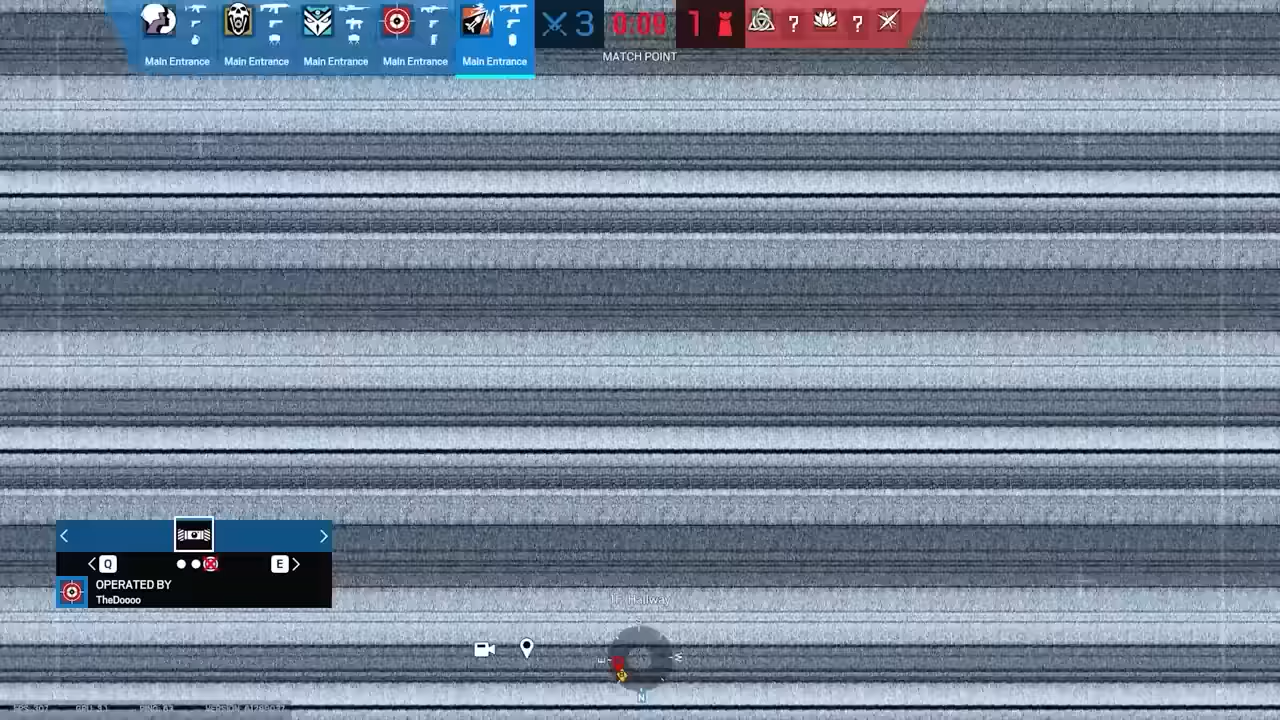 3 0:09 1 ? ?
MATCH POINT
Main Entrance Main Entrance Main Entrance Main Entrance Main Entrance
Q E
OPERATED BY
TheDoooo
1F Hallway
S
E W
N